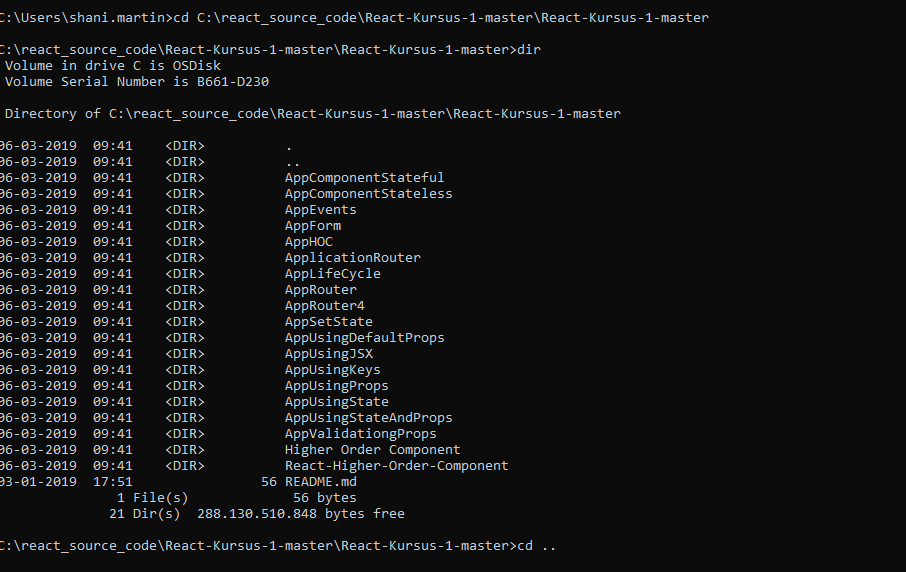 C:\Users\shani.martin>cd C:\react_source_code\React-Kursus-1-master\React-Kursus-1-master
C:\react_source_code\React-Kursus-1-master\React-Kursus-1-master>dir
Volume in drive C is OSDisk
Volume Serial Number is B661-D230
Directory of C:\react_source_code\React-Kursus-1-master\React-Kursus-1-master
06-03-2019 09:41 <DIR> .
06-03-2019 09:41 <DIR> ..
06-03-2019 09:41 <DIR> AppComponentStateful
06-03-2019 09:41 <DIR> AppComponentStateless
06-03-2019 09:41 <DIR> AppEvents
06-03-2019 09:41 <DIR> AppForm
06-03-2019 09:41 <DIR> AppHOC
06-03-2019 09:41 <DIR> ApplicationRouter
06-03-2019 09:41 <DIR> AppLifeCycle
06-03-2019 09:41 <DIR> AppRouter
06-03-2019 09:41 <DIR> AppRouter4
06-03-2019 09:41 <DIR> AppSetState
06-03-2019 09:41 <DIR> AppUsingDefaultProps
06-03-2019 09:41 <DIR> AppUsingJSX
06-03-2019 09:41 <DIR> AppUsingKeys
06-03-2019 09:41 <DIR> AppUsingProps
06-03-2019 09:41 <DIR> AppUsingState
06-03-2019 09:41 <DIR> AppUsingStateAndProps
06-03-2019 09:41 <DIR> AppValidationgProps
06-03-2019 09:41 <DIR> Higher Order Component
06-03-2019 09:41 <DIR> React-Higher-Order-Component
03-01-2019 17:51 56 README.md
1 File(s) 56 bytes
21 Dir(s) 288.130.510.848 bytes free
C:\react_source_code\React-Kursus-1-master\React-Kursus-1-master>cd ..